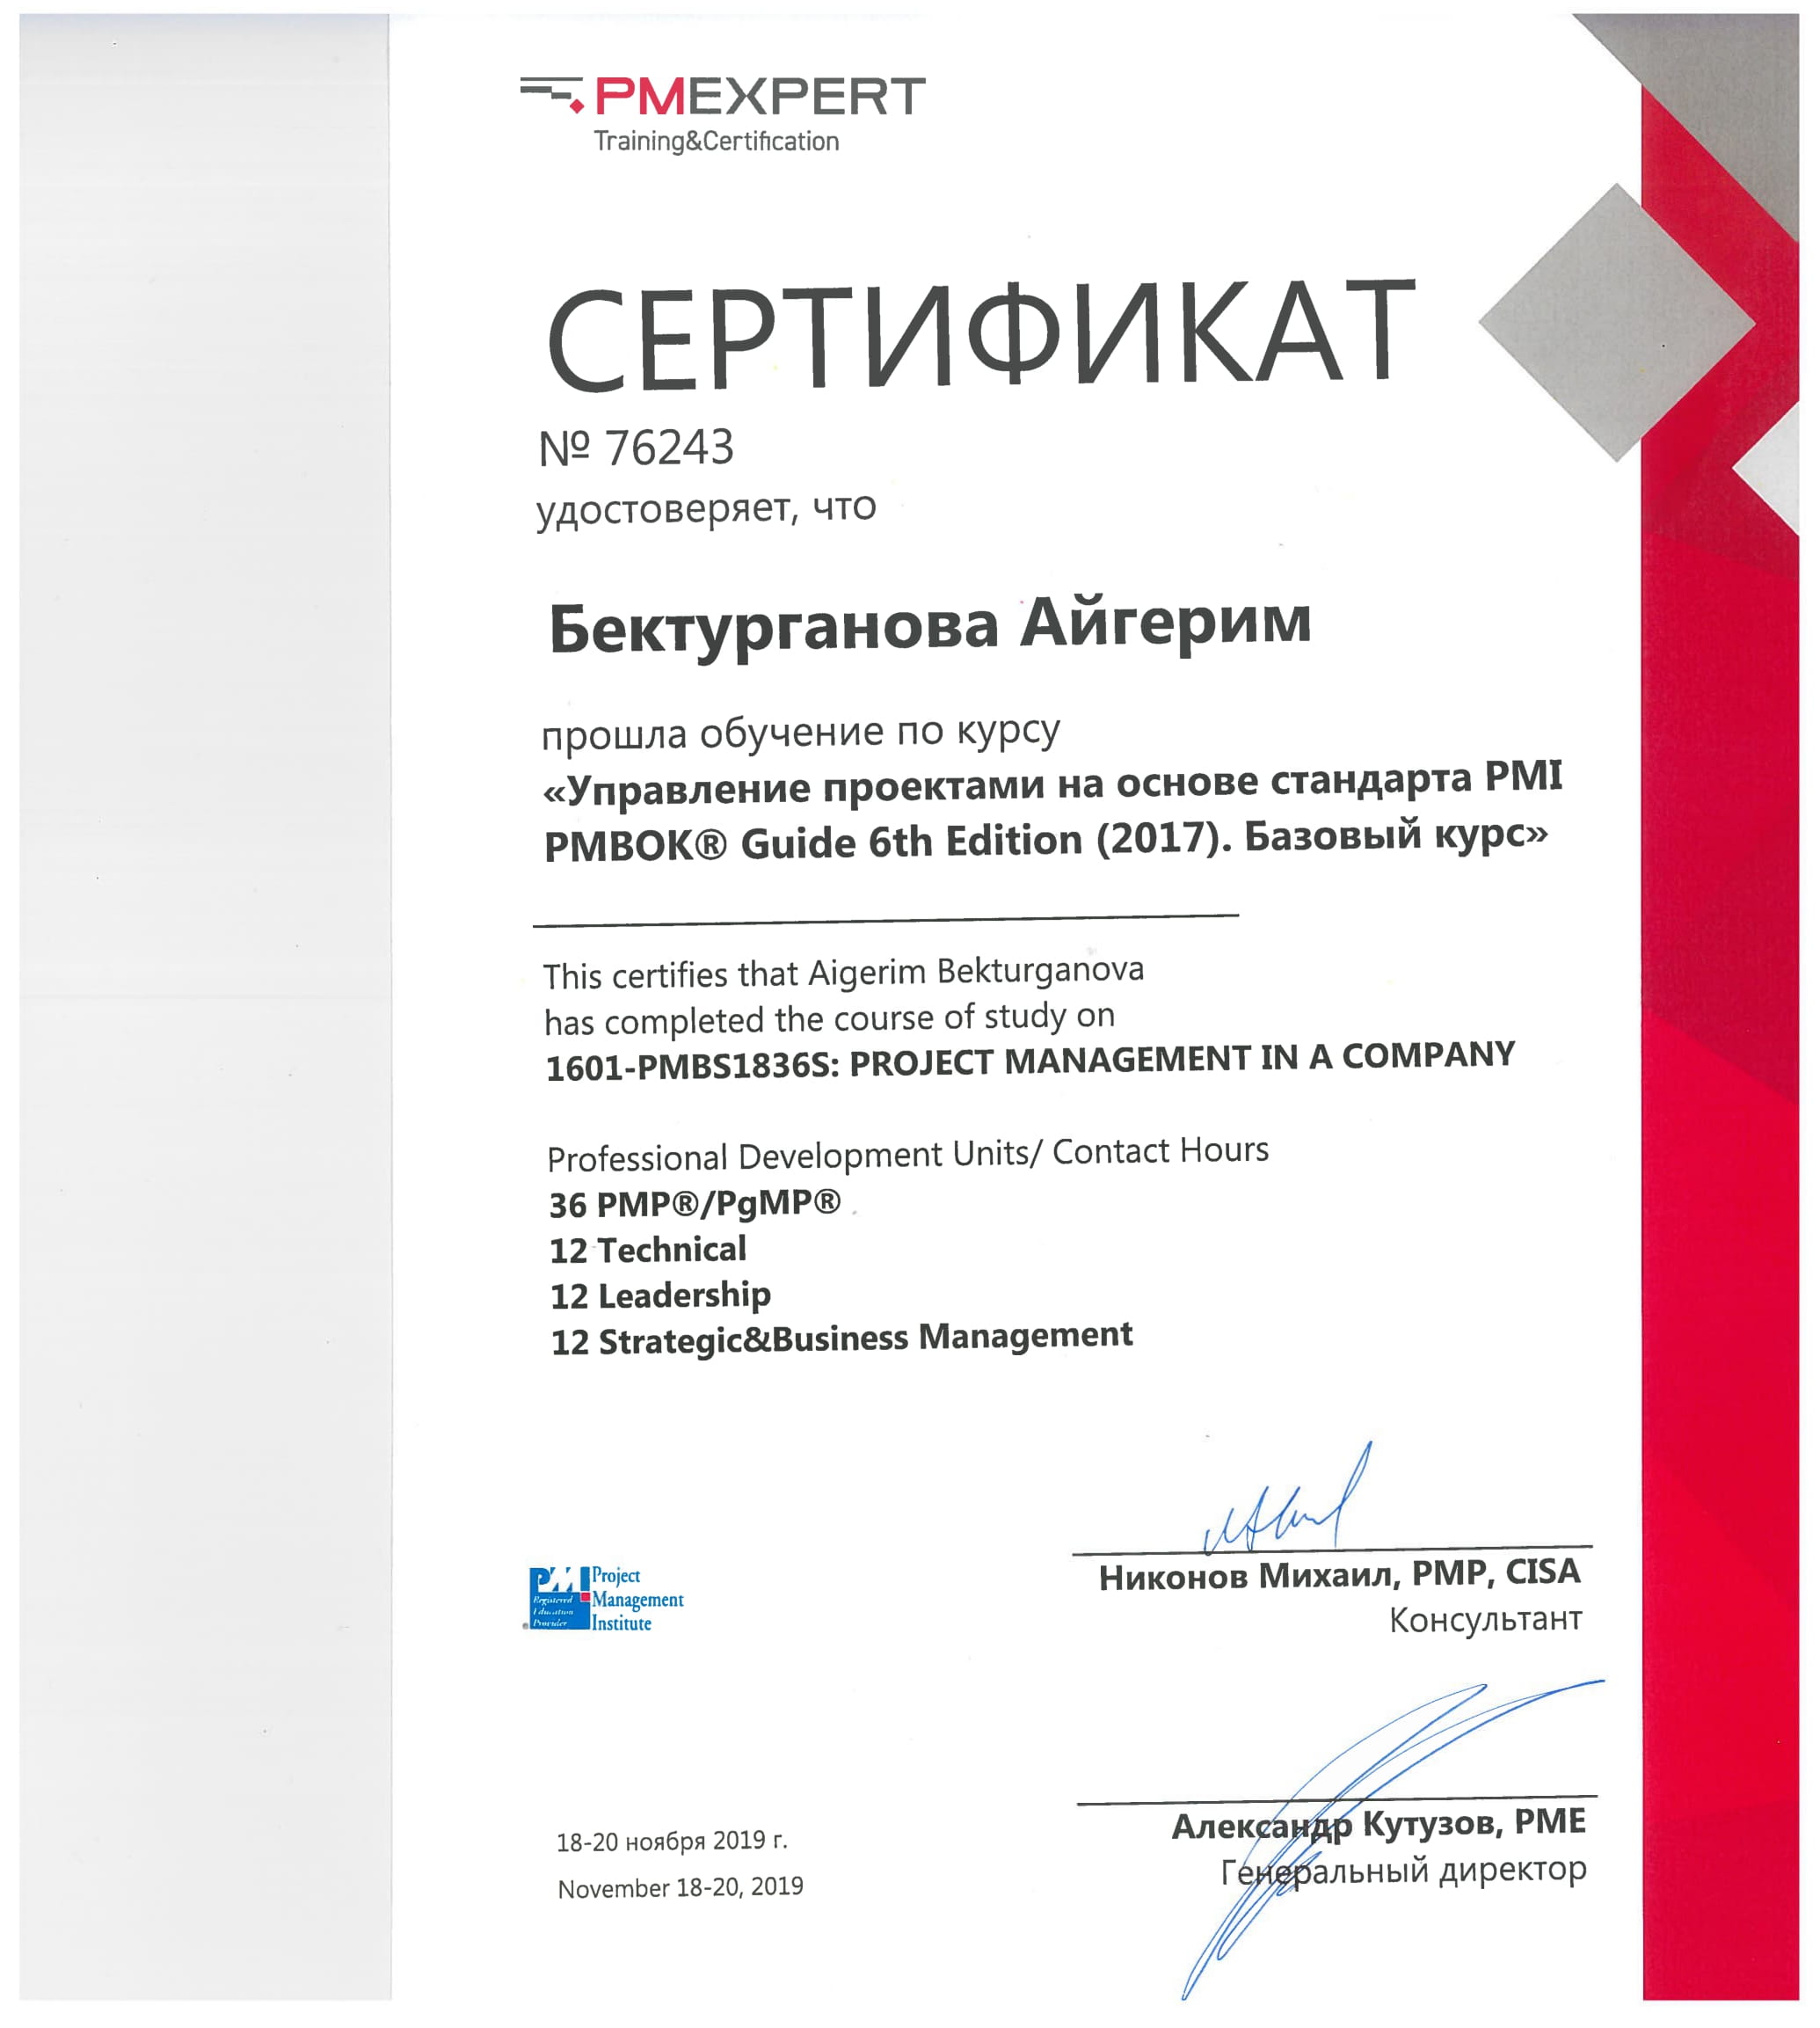 PMEXPERT
Training&Certification
СЕРТИФИКАТ
№ 76243
удостоверяет, что
Бектурганова Айгерим
прошла обучение по курсу
«Управление проектами на основе стандарта PMI
PMBOK® Guide 6th Edition (2017). Базовый курс»
This certifies that Aigerim Bekturganova
has completed the course of study on
1601-PMBS1836S: PROJECT MANAGEMENT IN A COMPANY
Professional Development Units/ Contact Hours
36 PMP®/PgMP®
12 Technical
12 Leadership
12 Strategic&Business Management
PMI Project
Registered Management
Education Institute
Provider
Никонов Михаил, PMP, CISA
Консультант
Александр Кутузов, PME
Генеральный директор
18-20 ноября 2019 г.
November 18-20, 2019